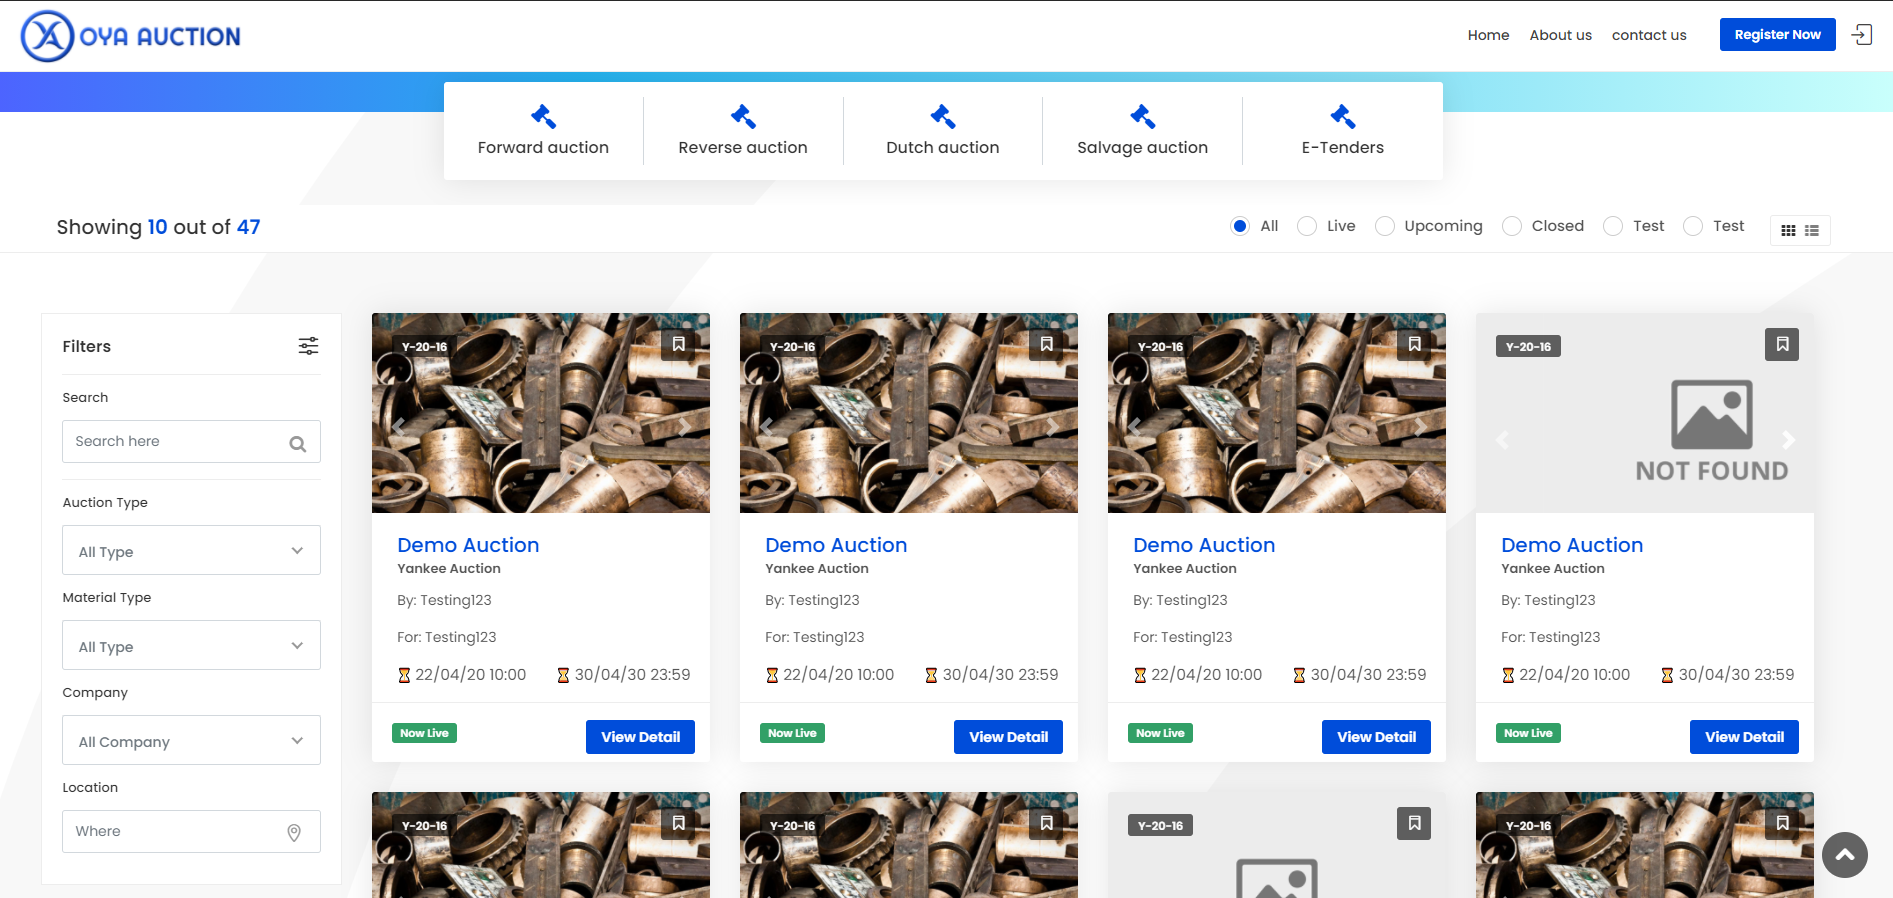 OYA AUCTION
Home About us contact us Register Now
Forward auction Reverse auction Dutch auction Salvage auction E-Tenders
Showing 10 out of 47
All Live Upcoming Closed Test Test
Filters
Search
Search here
Auction Type
All Type
Material Type
All Type
Company
All Company
Location
Where
Y-20-16
Demo Auction
Yankee Auction
By: Testing123
For: Testing123
22/04/20 10:00 30/04/30 23:59
Now Live View Detail
Y-20-16
Demo Auction
Yankee Auction
By: Testing123
For: Testing123
22/04/20 10:00 30/04/30 23:59
Now Live View Detail
Y-20-16
Demo Auction
Yankee Auction
By: Testing123
For: Testing123
22/04/20 10:00 30/04/30 23:59
Now Live View Detail
Y-20-16
NOT FOUND
Demo Auction
Yankee Auction
By: Testing123
For: Testing123
22/04/20 10:00 30/04/30 23:59
Now Live View Detail
Y-20-16
Y-20-16
Y-20-16
Y-20-16